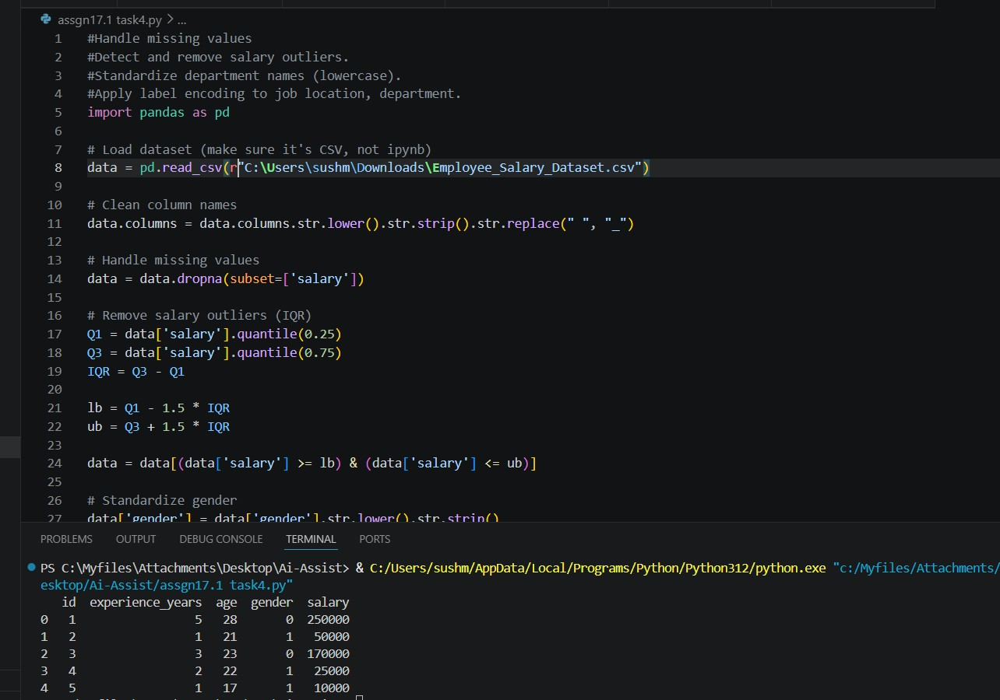 assgn17.1 task4.py > ...
1 #Handle missing values
2 #Detect and remove salary outliers.
3 #Standardize department names (lowercase).
4 #Apply label encoding to job location, department.
5 import pandas as pd
6
7 # Load dataset (make sure it's CSV, not ipynb)
8 data = pd.read_csv(r"C:\Users\sushm\Downloads\Employee_Salary_Dataset.csv")
9
10 # Clean column names
11 data.columns = data.columns.str.lower().str.strip().str.replace(" ", "_")
12
13 # Handle missing values
14 data = data.dropna(subset=['salary'])
15
16 # Remove salary outliers (IQR)
17 Q1 = data['salary'].quantile(0.25)
18 Q3 = data['salary'].quantile(0.75)
19 IQR = Q3 - Q1
20
21 lb = Q1 - 1.5 * IQR
22 ub = Q3 + 1.5 * IQR
23
24 data = data[(data['salary'] >= lb) & (data['salary'] <= ub)]
25
26 # Standardize gender
27 data['gender'] = data['gender'].str.lower().str.strip()
PROBLEMS OUTPUT DEBUG CONSOLE TERMINAL PORTS
PS C:\Myfiles\Attachments\Desktop\Ai-Assist> & C:/Users/sushm/AppData/Local/Programs/Python/Python312/python.exe "c:/Myfiles/Attachments/
esktop/Ai-Assist/assgn17.1 task4.py"
id experience_years age gender salary
0 1 5 28 0 250000
1 2 1 21 1 50000
2 3 3 23 0 170000
3 4 2 22 1 25000
4 5 1 17 1 10000